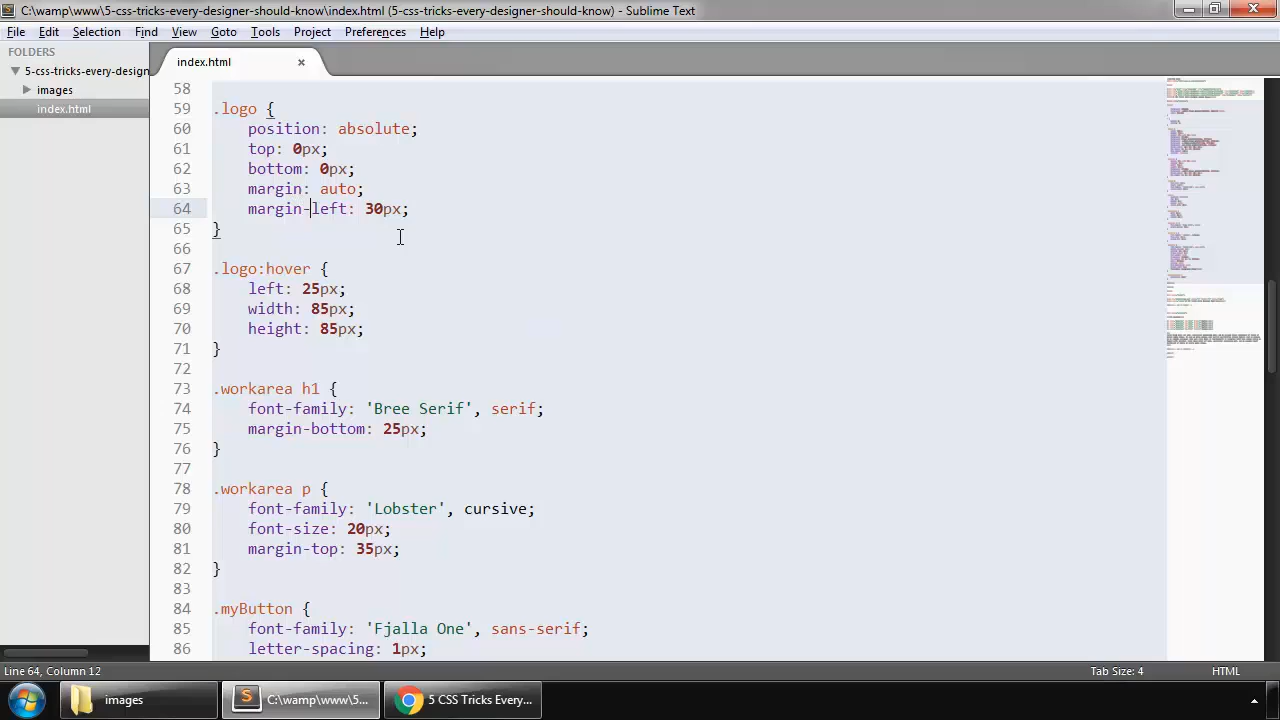 C:\wamp\www\5-css-tricks-every-designer-should-know\index.html (5-css-tricks-every-designer-should-know) - Sublime Text
File Edit Selection Find View Goto Tools Project Preferences Help
FOLDERS
5-css-tricks-every-design
images
index.html
index.html
58
59 .logo {
60 position: absolute;
61 top: 0px;
62 bottom: 0px;
63 margin: auto;
64 margin-left: 30px;
65 }
66
67 .logo:hover {
68 left: 25px;
69 width: 85px;
70 height: 85px;
71 }
72
73 .workarea h1 {
74 font-family: 'Bree Serif', serif;
75 margin-bottom: 25px;
76 }
77
78 .workarea p {
79 font-family: 'Lobster', cursive;
80 font-size: 20px;
81 margin-top: 35px;
82 }
83
84 .myButton {
85 font-family: 'Fjalla One', sans-serif;
86 letter-spacing: 1px;
Line 64, Column 12 Tab Size: 4 HTML
images C:\wamp\www\5... 5 CSS Tricks Every...